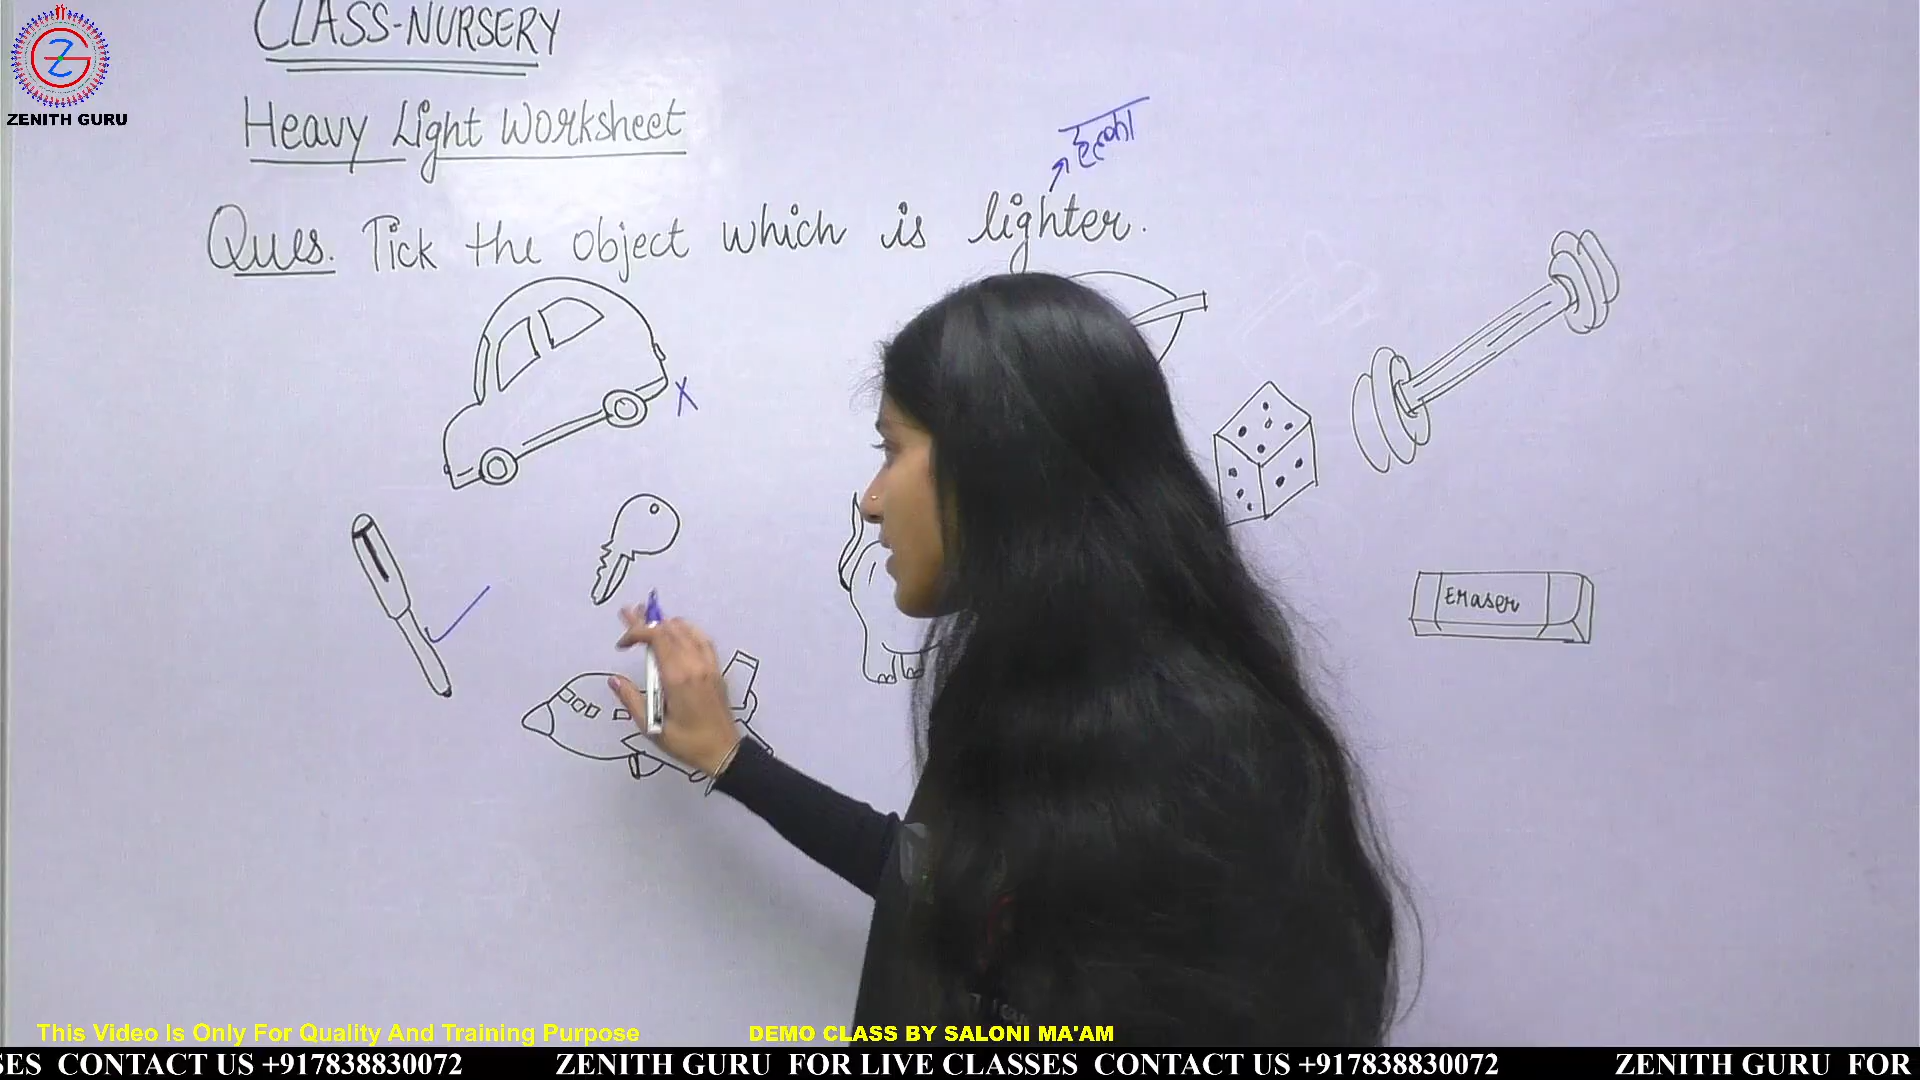 CLASS-NURSERY
ZENITH GURU
Heavy Light Worksheet
हल्का
Ques. Tick the object which is lighter.
X
Eraser
This Video Is Only For Quality And Training Purpose
DEMO CLASS BY SALONI MA'AM
SES CONTACT US +917838830072 ZENITH GURU FOR LIVE CLASSES CONTACT US +917838830072 ZENITH GURU FOR